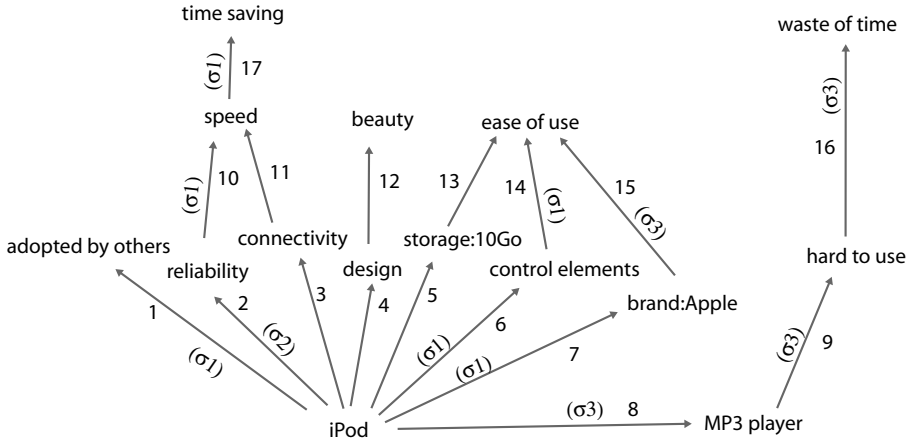 time saving
waste of time
(σ1) 17
(σ3)
speed
beauty
ease of use
16
(σ1) 10
11
12
13
14 (σ1)
15 (σ3)
adopted by others
connectivity
storage:10Go
reliability
design
control elements
hard to use
brand:Apple
1 (σ1)
2 (σ2)
3
4
5
(σ1) 6
(σ1) 7
(σ3) 9
(σ3) 8
MP3 player
iPod